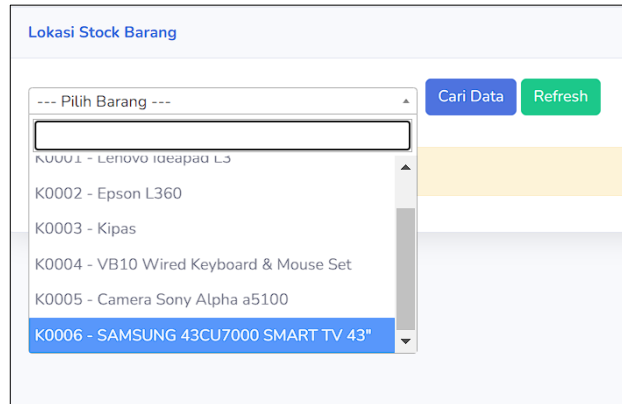 Lokasi Stock Barang
--- Pilih Barang ---
Cari Data
Refresh
K0001 - Lenovo Ideapad L3
K0002 - Epson L360
K0003 - Kipas
K0004 - VB10 Wired Keyboard & Mouse Set
K0005 - Camera Sony Alpha a5100
K0006 - SAMSUNG 43CU7000 SMART TV 43"